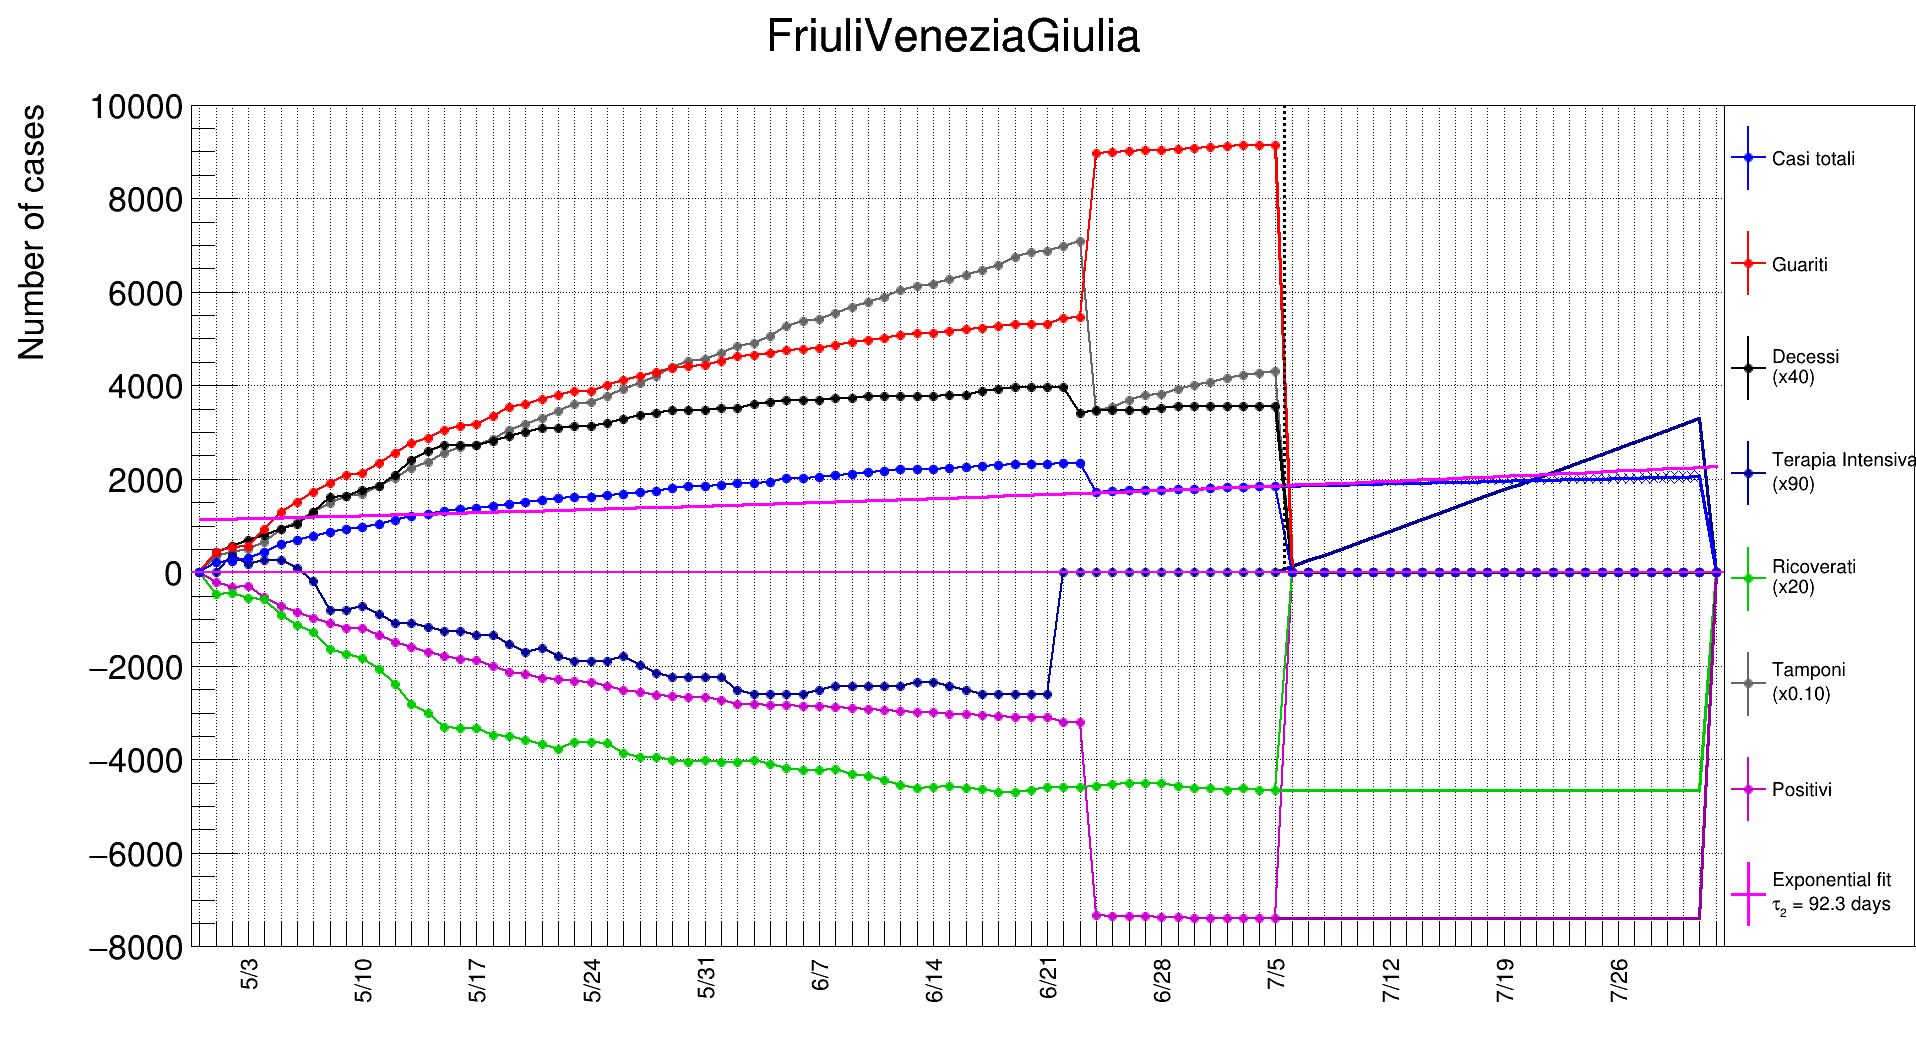 FriuliVeneziaGiulia
Number of cases
10000
8000
6000
4000
2000
0
−2000
−4000
−6000
−8000
5/3
5/10
5/17
5/24
5/31
6/7
6/14
6/21
6/28
7/5
7/12
7/19
7/26
Casi totali
Guariti
Decessi
(x40)
Terapia Intensiva
(x90)
Ricoverati
(x20)
Tamponi
(x0.10)
Positivi
Exponential fit
τ₂ = 92.3 days